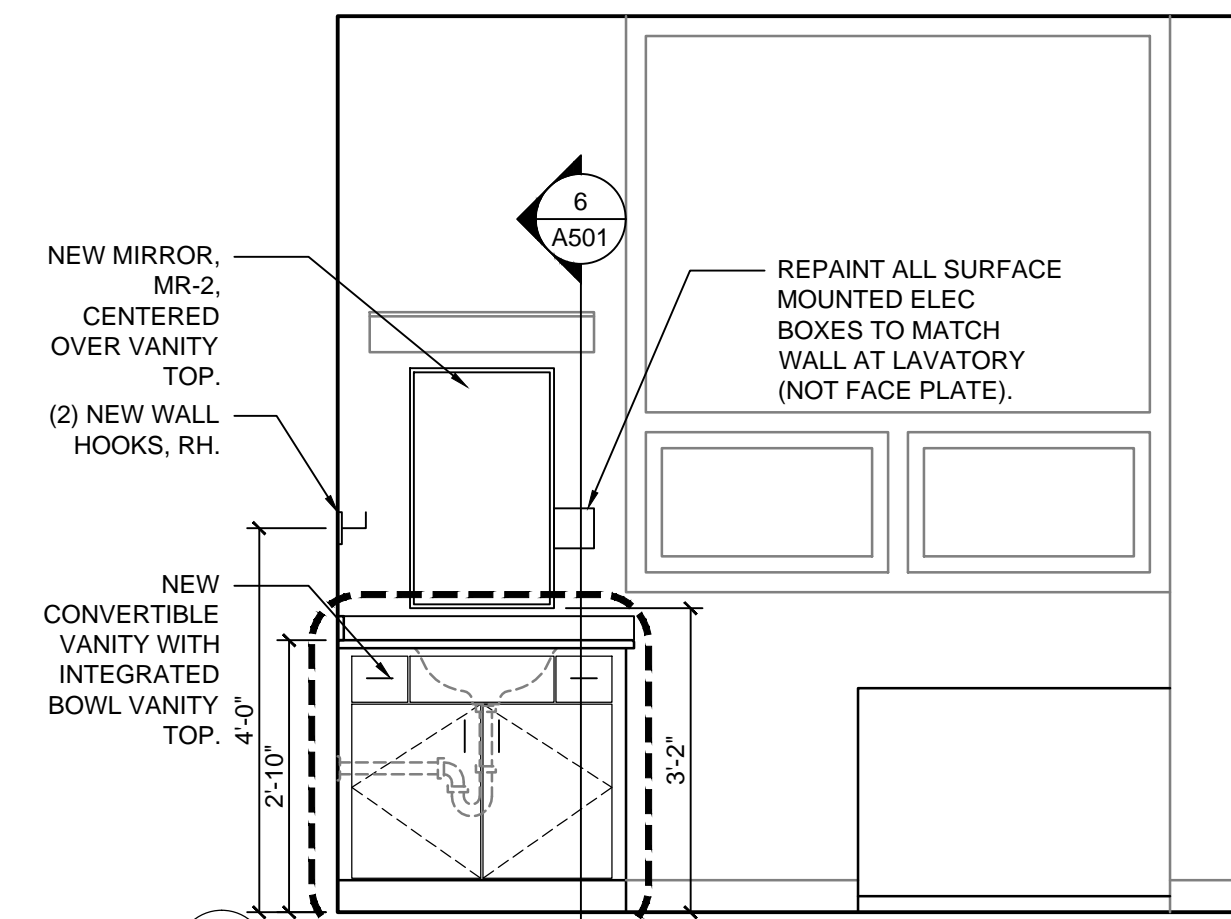 6
A501
NEW MIRROR,
MR-2,
CENTERED
OVER VANITY
TOP.
REPAINT ALL SURFACE
MOUNTED ELEC
BOXES TO MATCH
WALL AT LAVATORY
(NOT FACE PLATE).
(2) NEW WALL
HOOKS, RH.
NEW
CONVERTIBLE
VANITY WITH
INTEGRATED
BOWL VANITY
TOP.
4'-0"
2'-10"
3'-2"